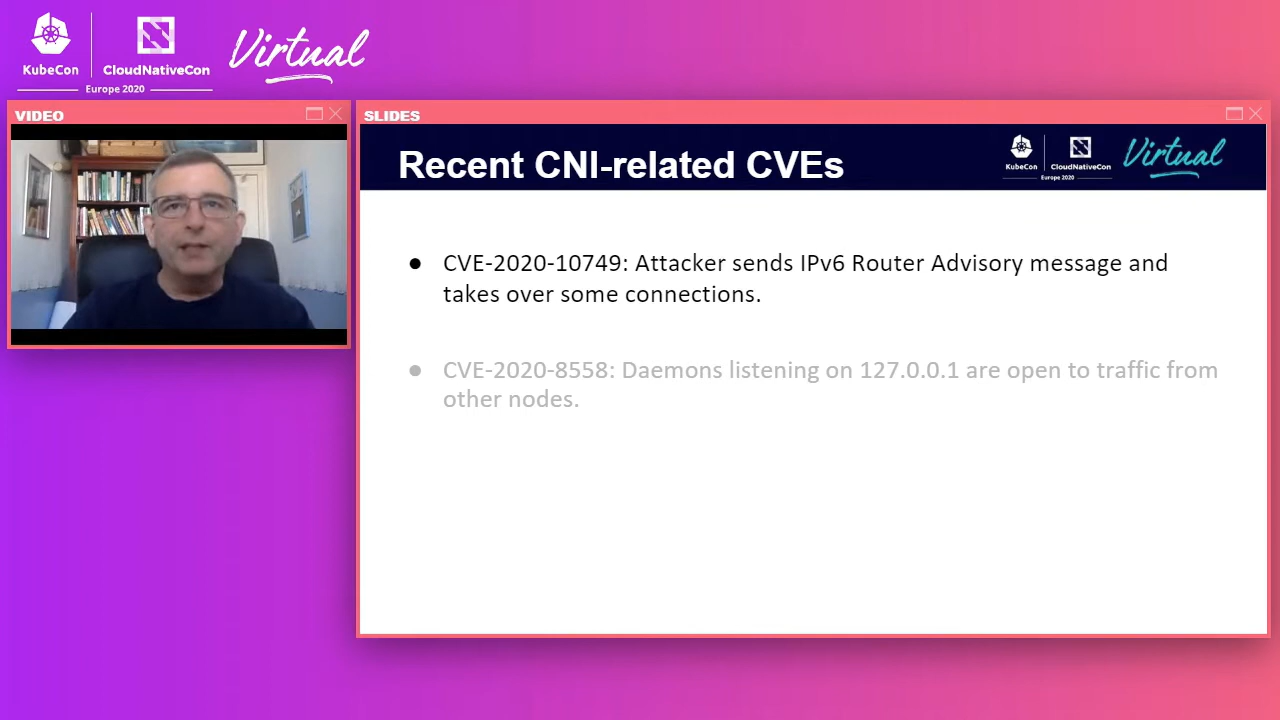 KubeCon
CloudNativeCon
Europe 2020
Virtual
VIDEO
SLIDES
Recent CNI-related CVEs
KubeCon
CloudNativeCon
Europe 2020
Virtual
● CVE-2020-10749: Attacker sends IPv6 Router Advisory message and
takes over some connections.
● CVE-2020-8558: Daemons listening on 127.0.0.1 are open to traffic from
other nodes.